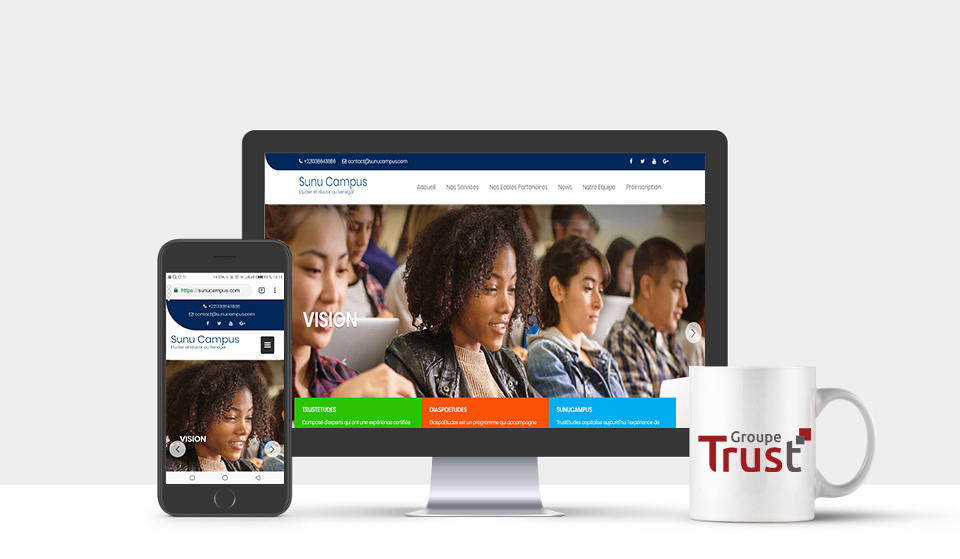 +221338643886 contact@sunucampus.com
Sunu Campus
Etudier et réussir au Senegal
Accueil Nos Services Nos Ecoles Partenaires News Notre Equipe Préinscription
VISION
TRUSTETUDES
Composé d'experts qui ont une expérience certifiée
DIASPOETUDES
DiaspoEtudes est un programme qui accompagne
SUNUCAMPUS
TrustEtudes capitalise aujourd'hui l'expérience de
https://sunucampus.com
+221338643886
contact@sunucampus.com
Sunu Campus
Etudier et réussir au Senegal
VISION
Groupe
Trust